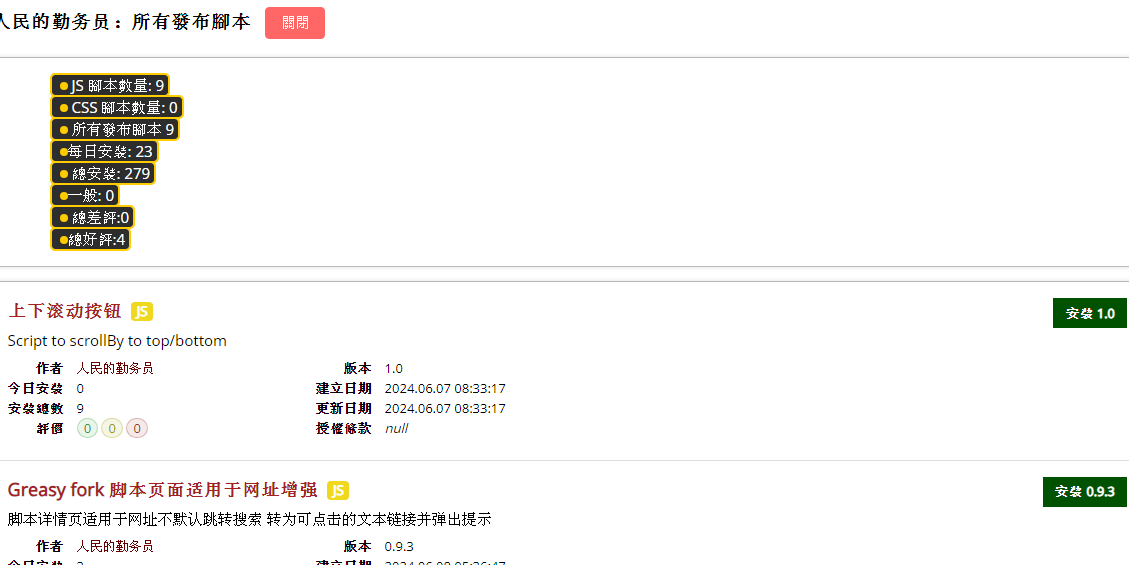 人民的勤务员：所有發布腳本 關閉
JS 腳本數量: 9
CSS 腳本數量: 0
所有發布腳本 9
每日安裝: 23
總安裝: 279
一般: 0
總差評:0
總好評:4
上下滚动按钮 JS 安裝 1.0
Script to scrollBy to top/bottom
作者 人民的勤务员 版本 1.0
今日安裝 0 建立日期 2024.06.07 08:33:17
安裝總數 9 更新日期 2024.06.07 08:33:17
評價 0 0 0 授權條款 null
Greasy fork 脚本页面适用于网址增强 JS 安裝 0.9.3
脚本详情页适用于网址不默认跳转搜索 转为可点击的文本链接并弹出提示
作者 人民的勤务员 版本 0.9.3
今日安裝 建立日期